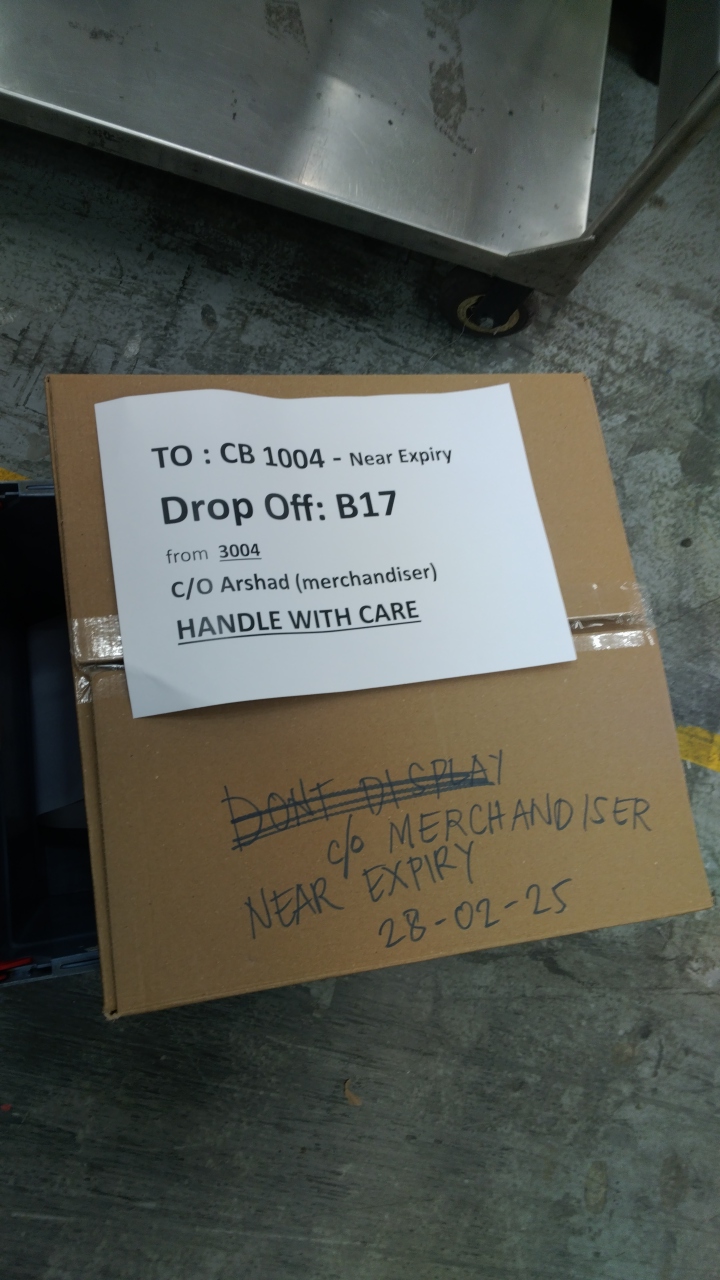 TO : CB 1004 - Near Expiry
Drop Off: B17
from 3004
C/O Arshad (merchandiser)
HANDLE WITH CARE
DONT DISPLAY
c/o MERCHANDISER
NEAR EXPIRY
28-02-25